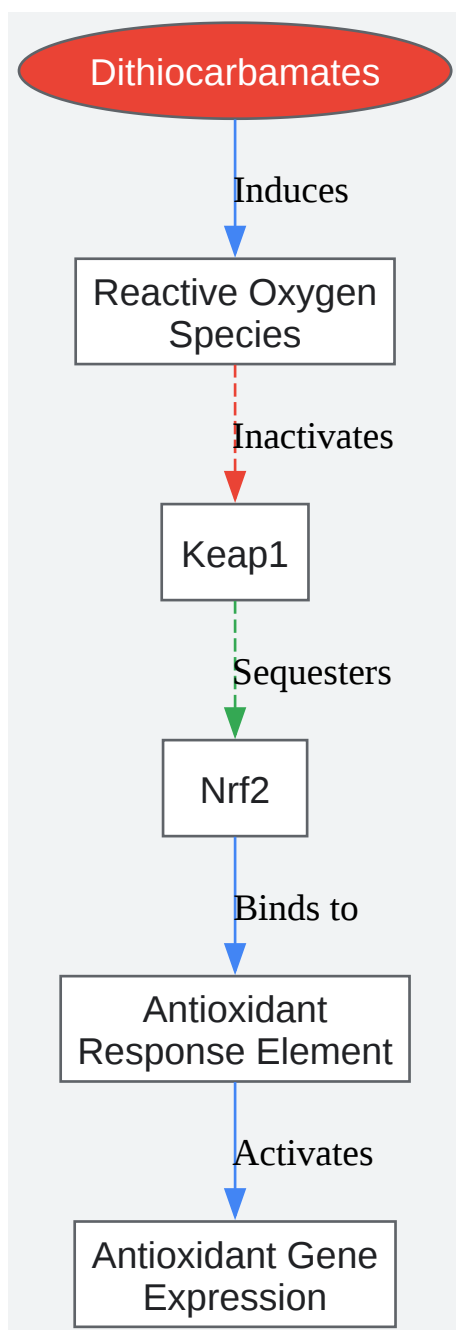 Dithiocarbamates
Induces
Reactive Oxygen
Species
Inactivates
Keap1
Sequesters
Nrf2
Binds to
Antioxidant
Response Element
Activates
Antioxidant Gene
Expression